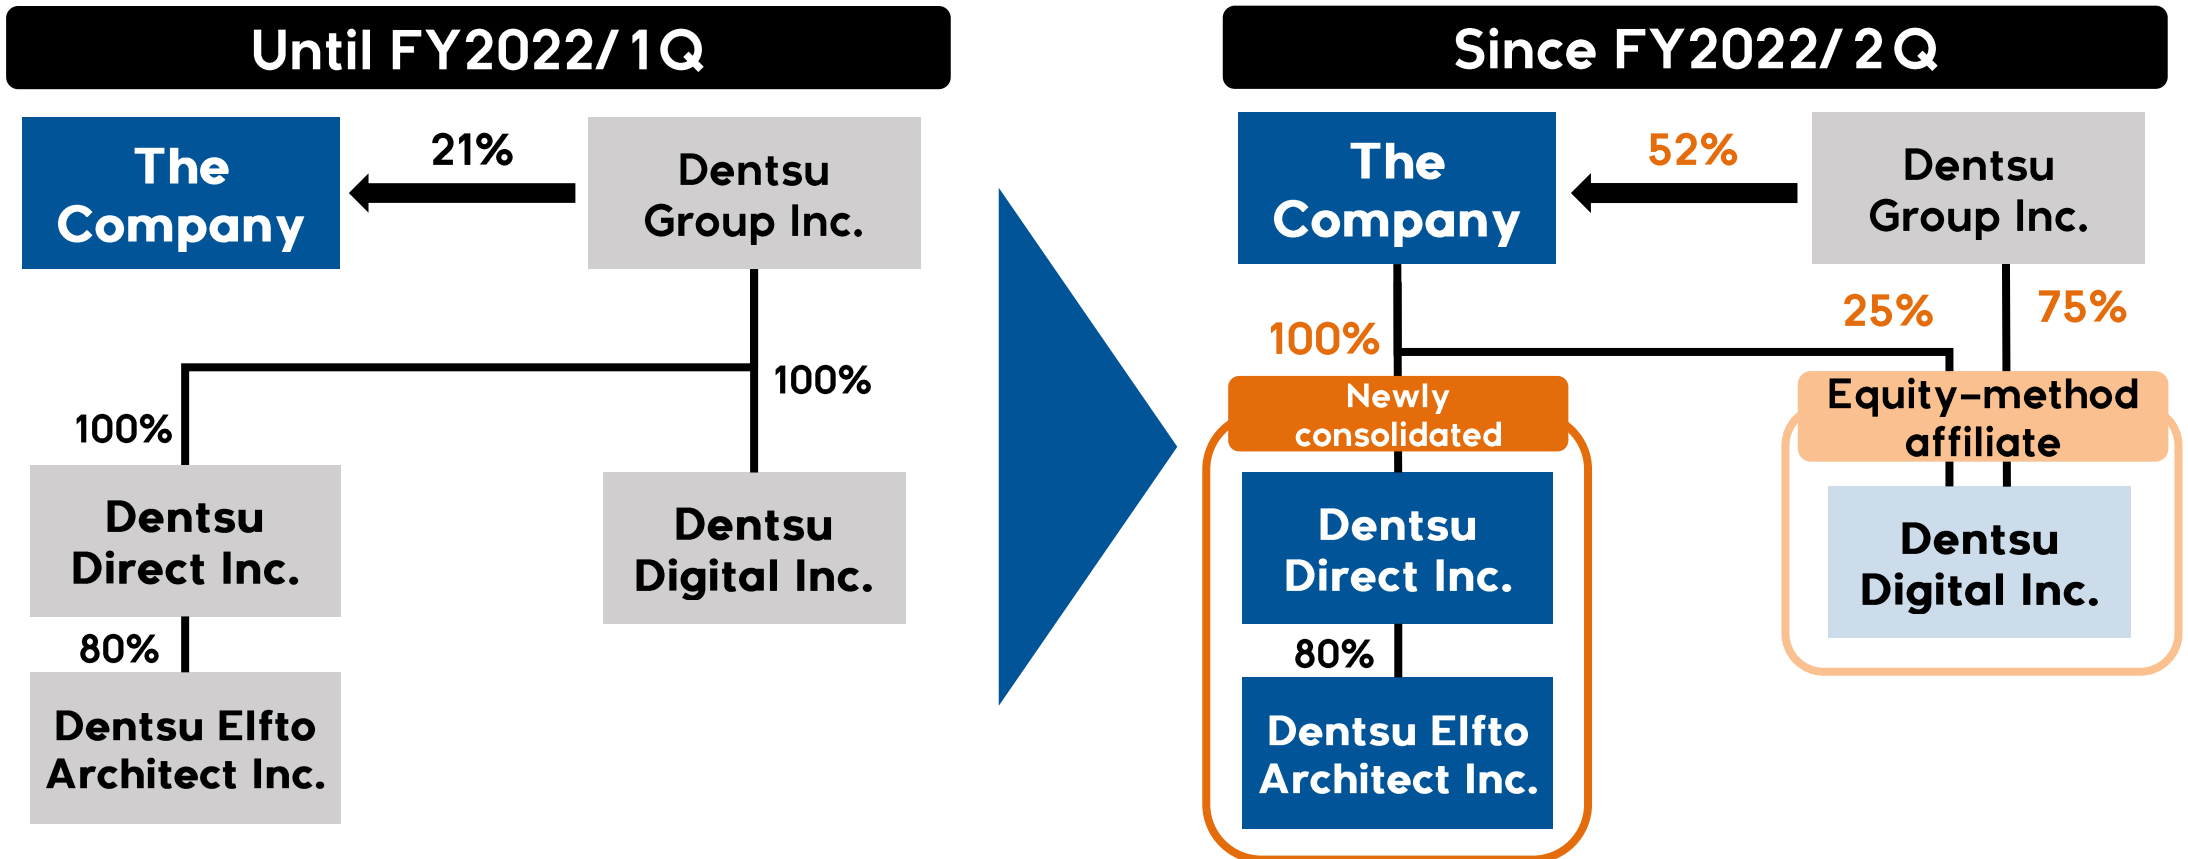 Until FY2022/1Q
The
Company
21%
Dentsu
Group Inc.
100%
100%
Dentsu
Direct Inc.
Dentsu
Digital Inc.
80%
Dentsu Elfto
Architect Inc.
Since FY2022/2Q
The
Company
52%
Dentsu
Group Inc.
100%
25%
75%
Newly
consolidated
Equity-method
affiliate
Dentsu
Direct Inc.
Dentsu
Digital Inc.
80%
Dentsu Elfto
Architect Inc.